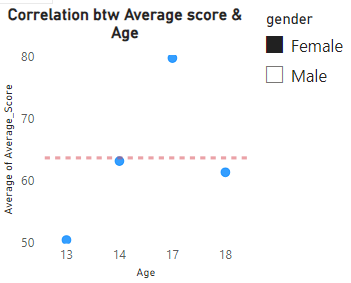 Correlation btw Average score &
Age
gender
Female
Male
Average of Average_Score
80
70
60
50
13 14 17 18
Age